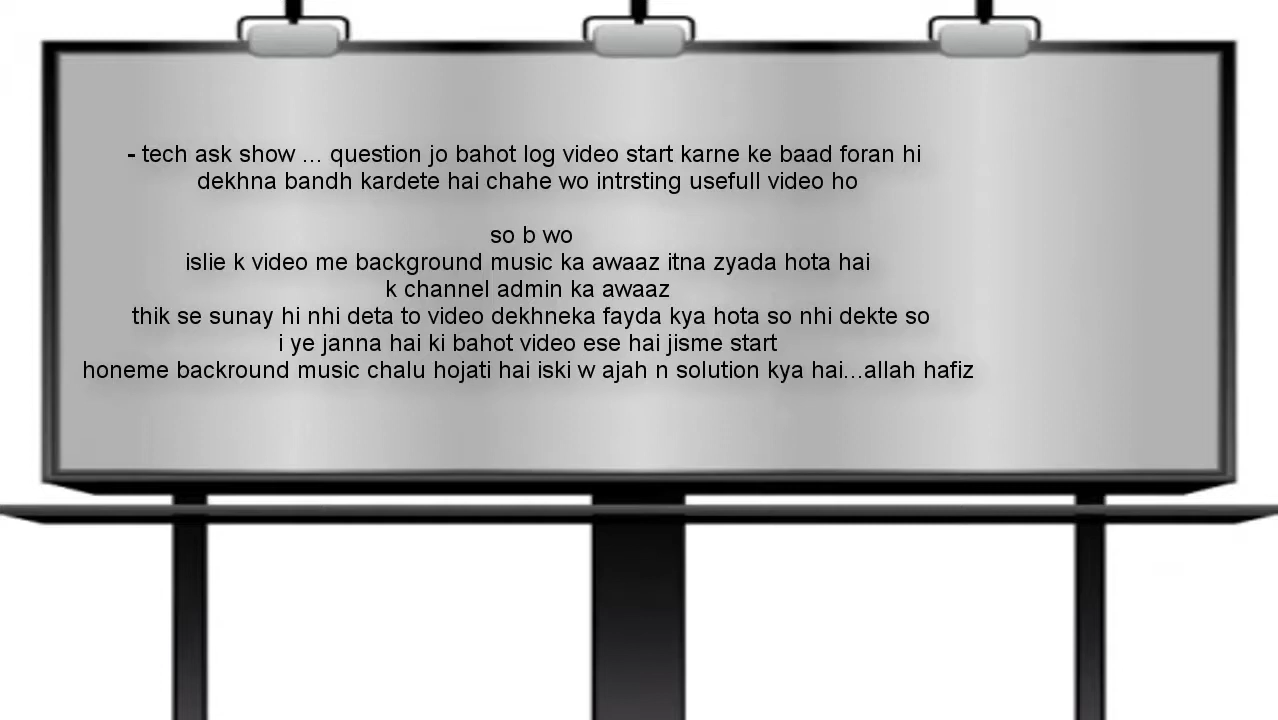 - tech ask show ... question jo bahot log video start karne ke baad foran hi
dekhna bandh kardete hai chahe wo intrsting usefull video ho
so b wo
islie k video me background music ka awaaz itna zyada hota hai
k channel admin ka awaaz
thik se sunay hi nhi deta to video dekhneka fayda kya hota so nhi dekte so
i ye janna hai ki bahot video ese hai jisme start
honeme backround music chalu hojati hai iski w ajah n solution kya hai...allah hafiz